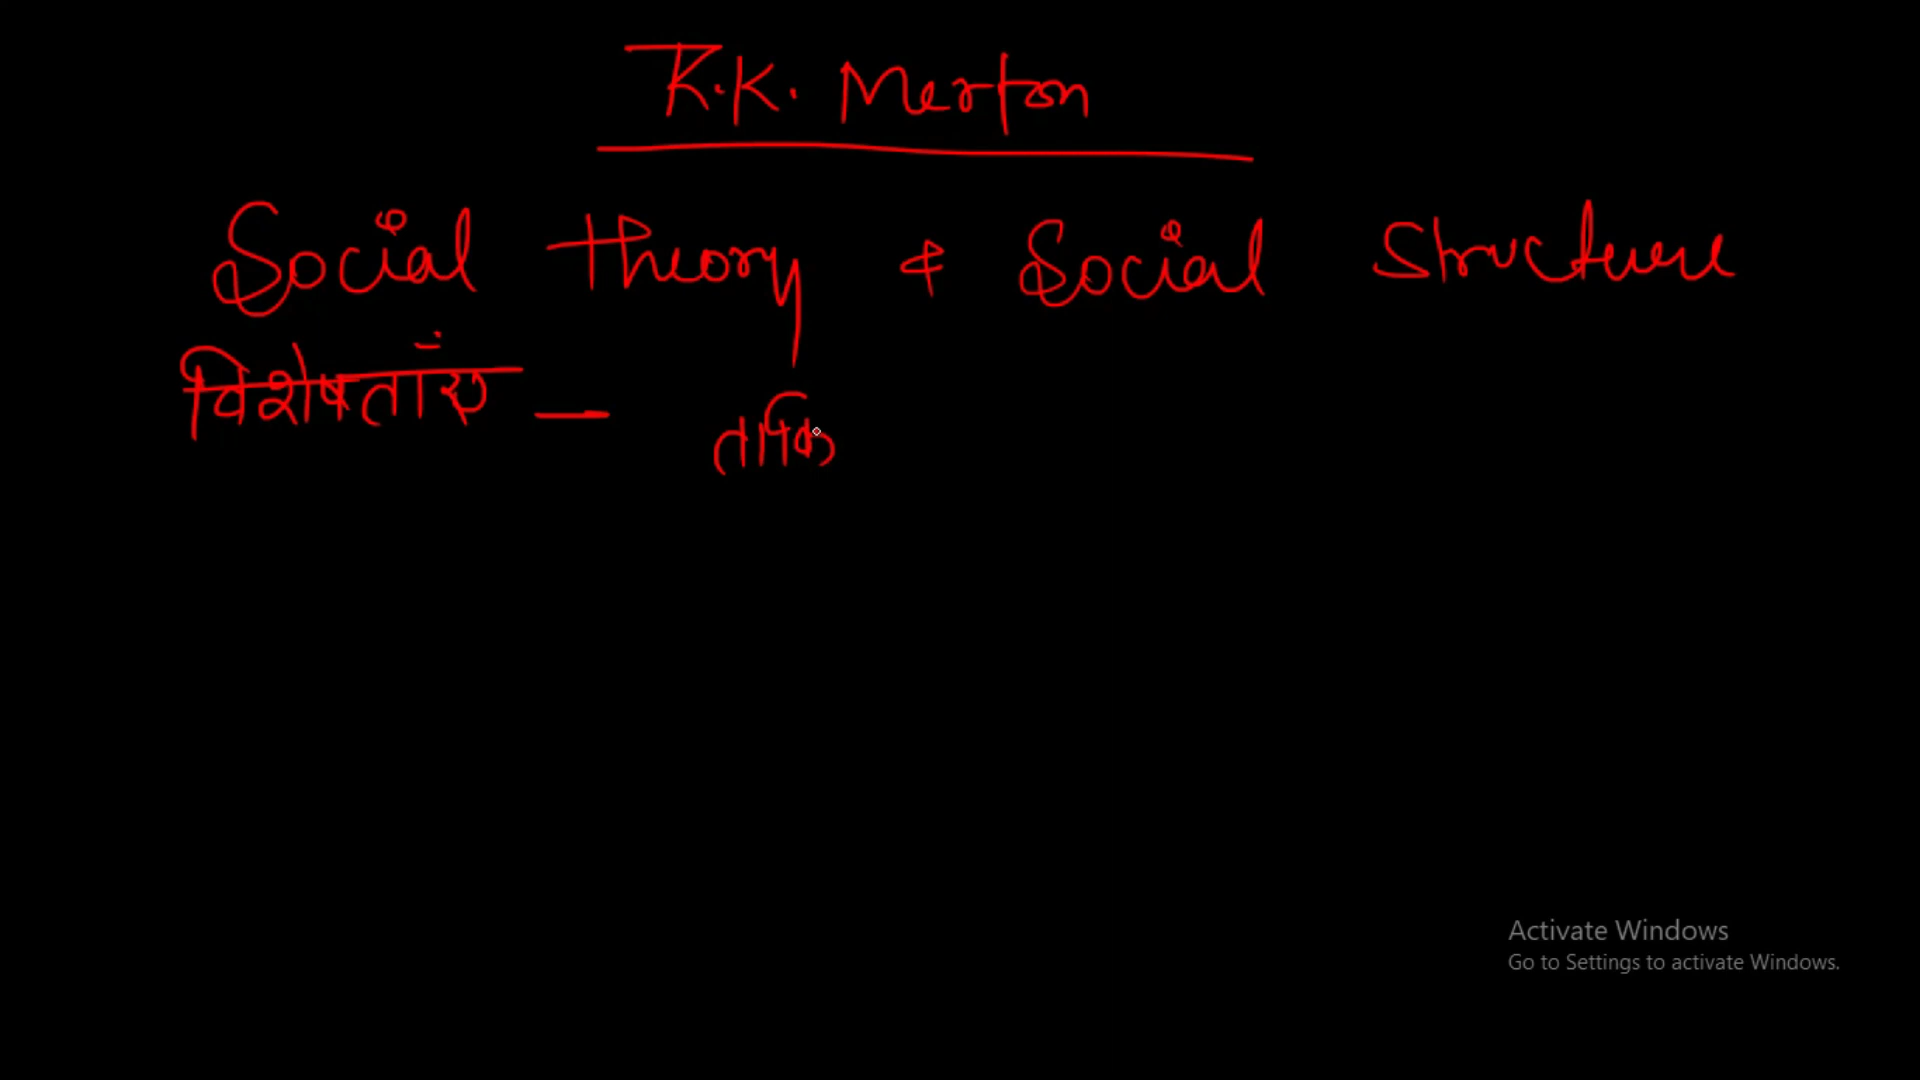 R.K. Merton
Social theory & Social Structure
विशेषताएं —
तार्किक
Activate Windows
Go to Settings to activate Windows.